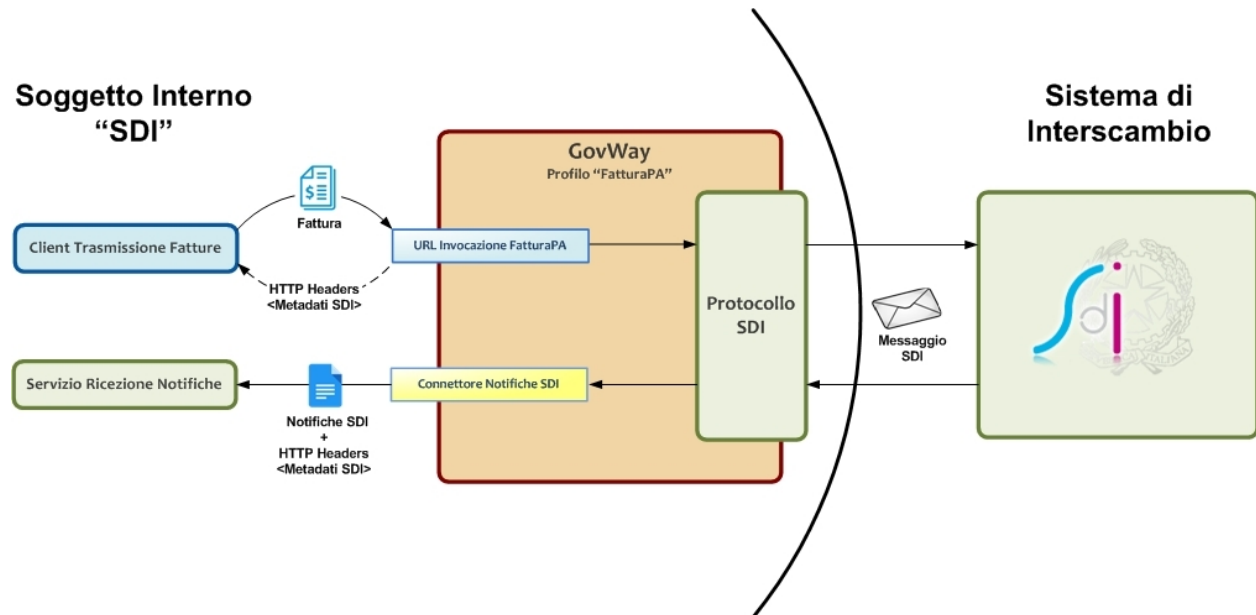 Soggetto Interno
“SDI”
Sistema di
Interscambio
GovWay
Profilo “FatturaPA”
Fattura
Client Trasmissione Fatture
URL Invocazione FatturaPA
HTTP Headers
<Metadati SDI>
Protocollo
SDI
Messaggio
SDI
Sdi
Servizio Ricezione Notifiche
Connettore Notifiche SDI
Notifiche SDI
+
HTTP Headers
<Metadati SDI>